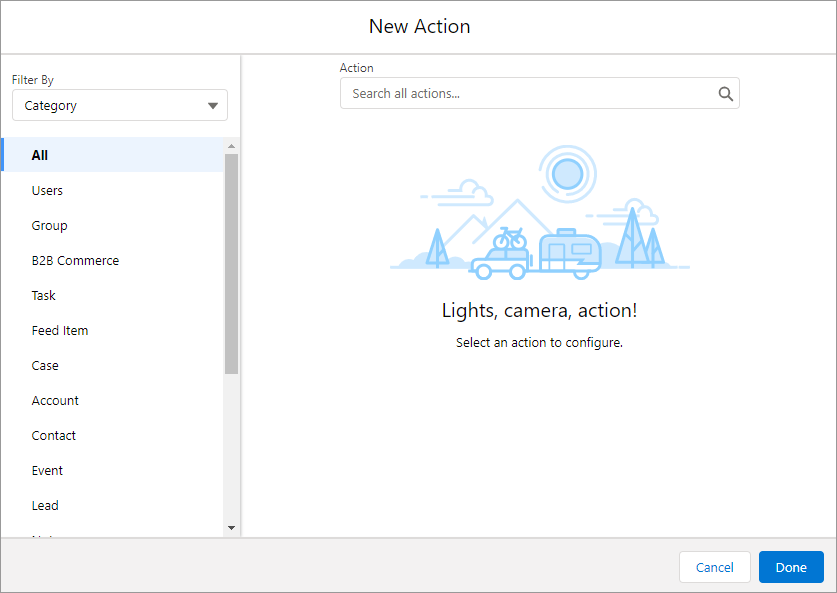 New Action
Filter By
Category
All
Users
Group
B2B Commerce
Task
Feed Item
Case
Account
Contact
Event
Lead
Action
Search all actions...
Lights, camera, action!
Select an action to configure.
Cancel
Done